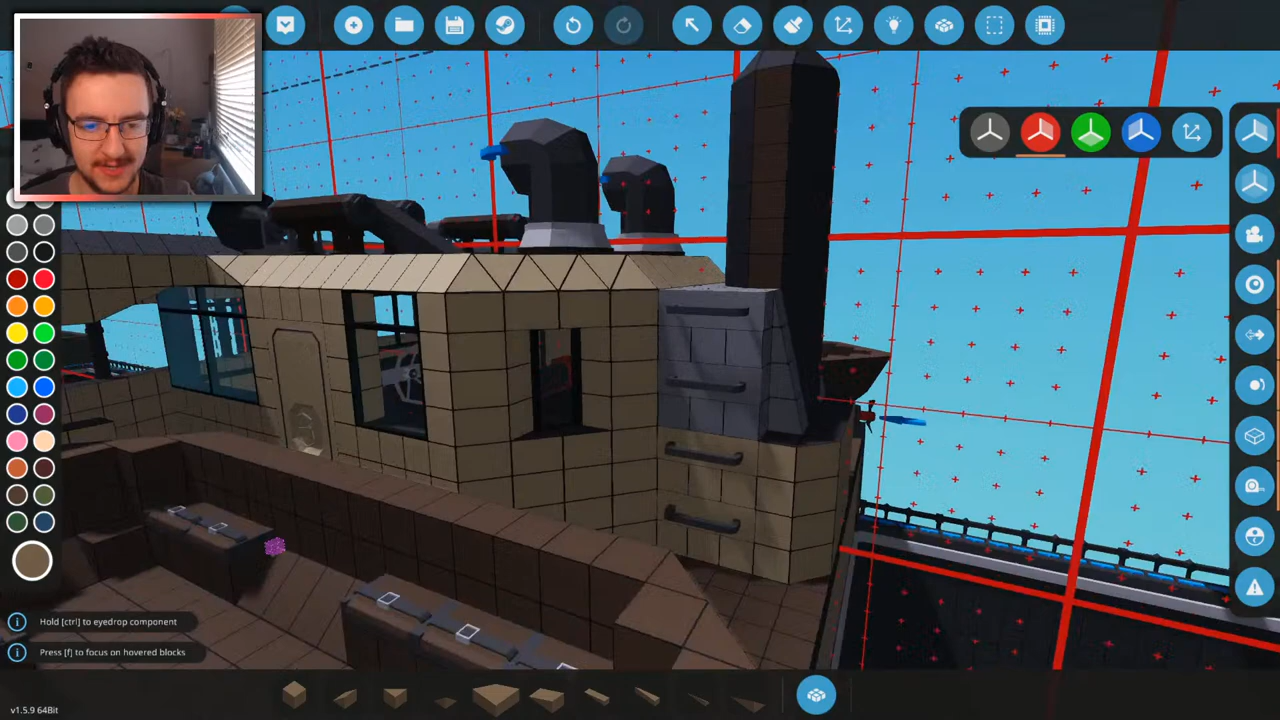 Hold [ctrl] to eyedrop component
Press [f] to focus on hovered blocks
v1.5.9 64Bit